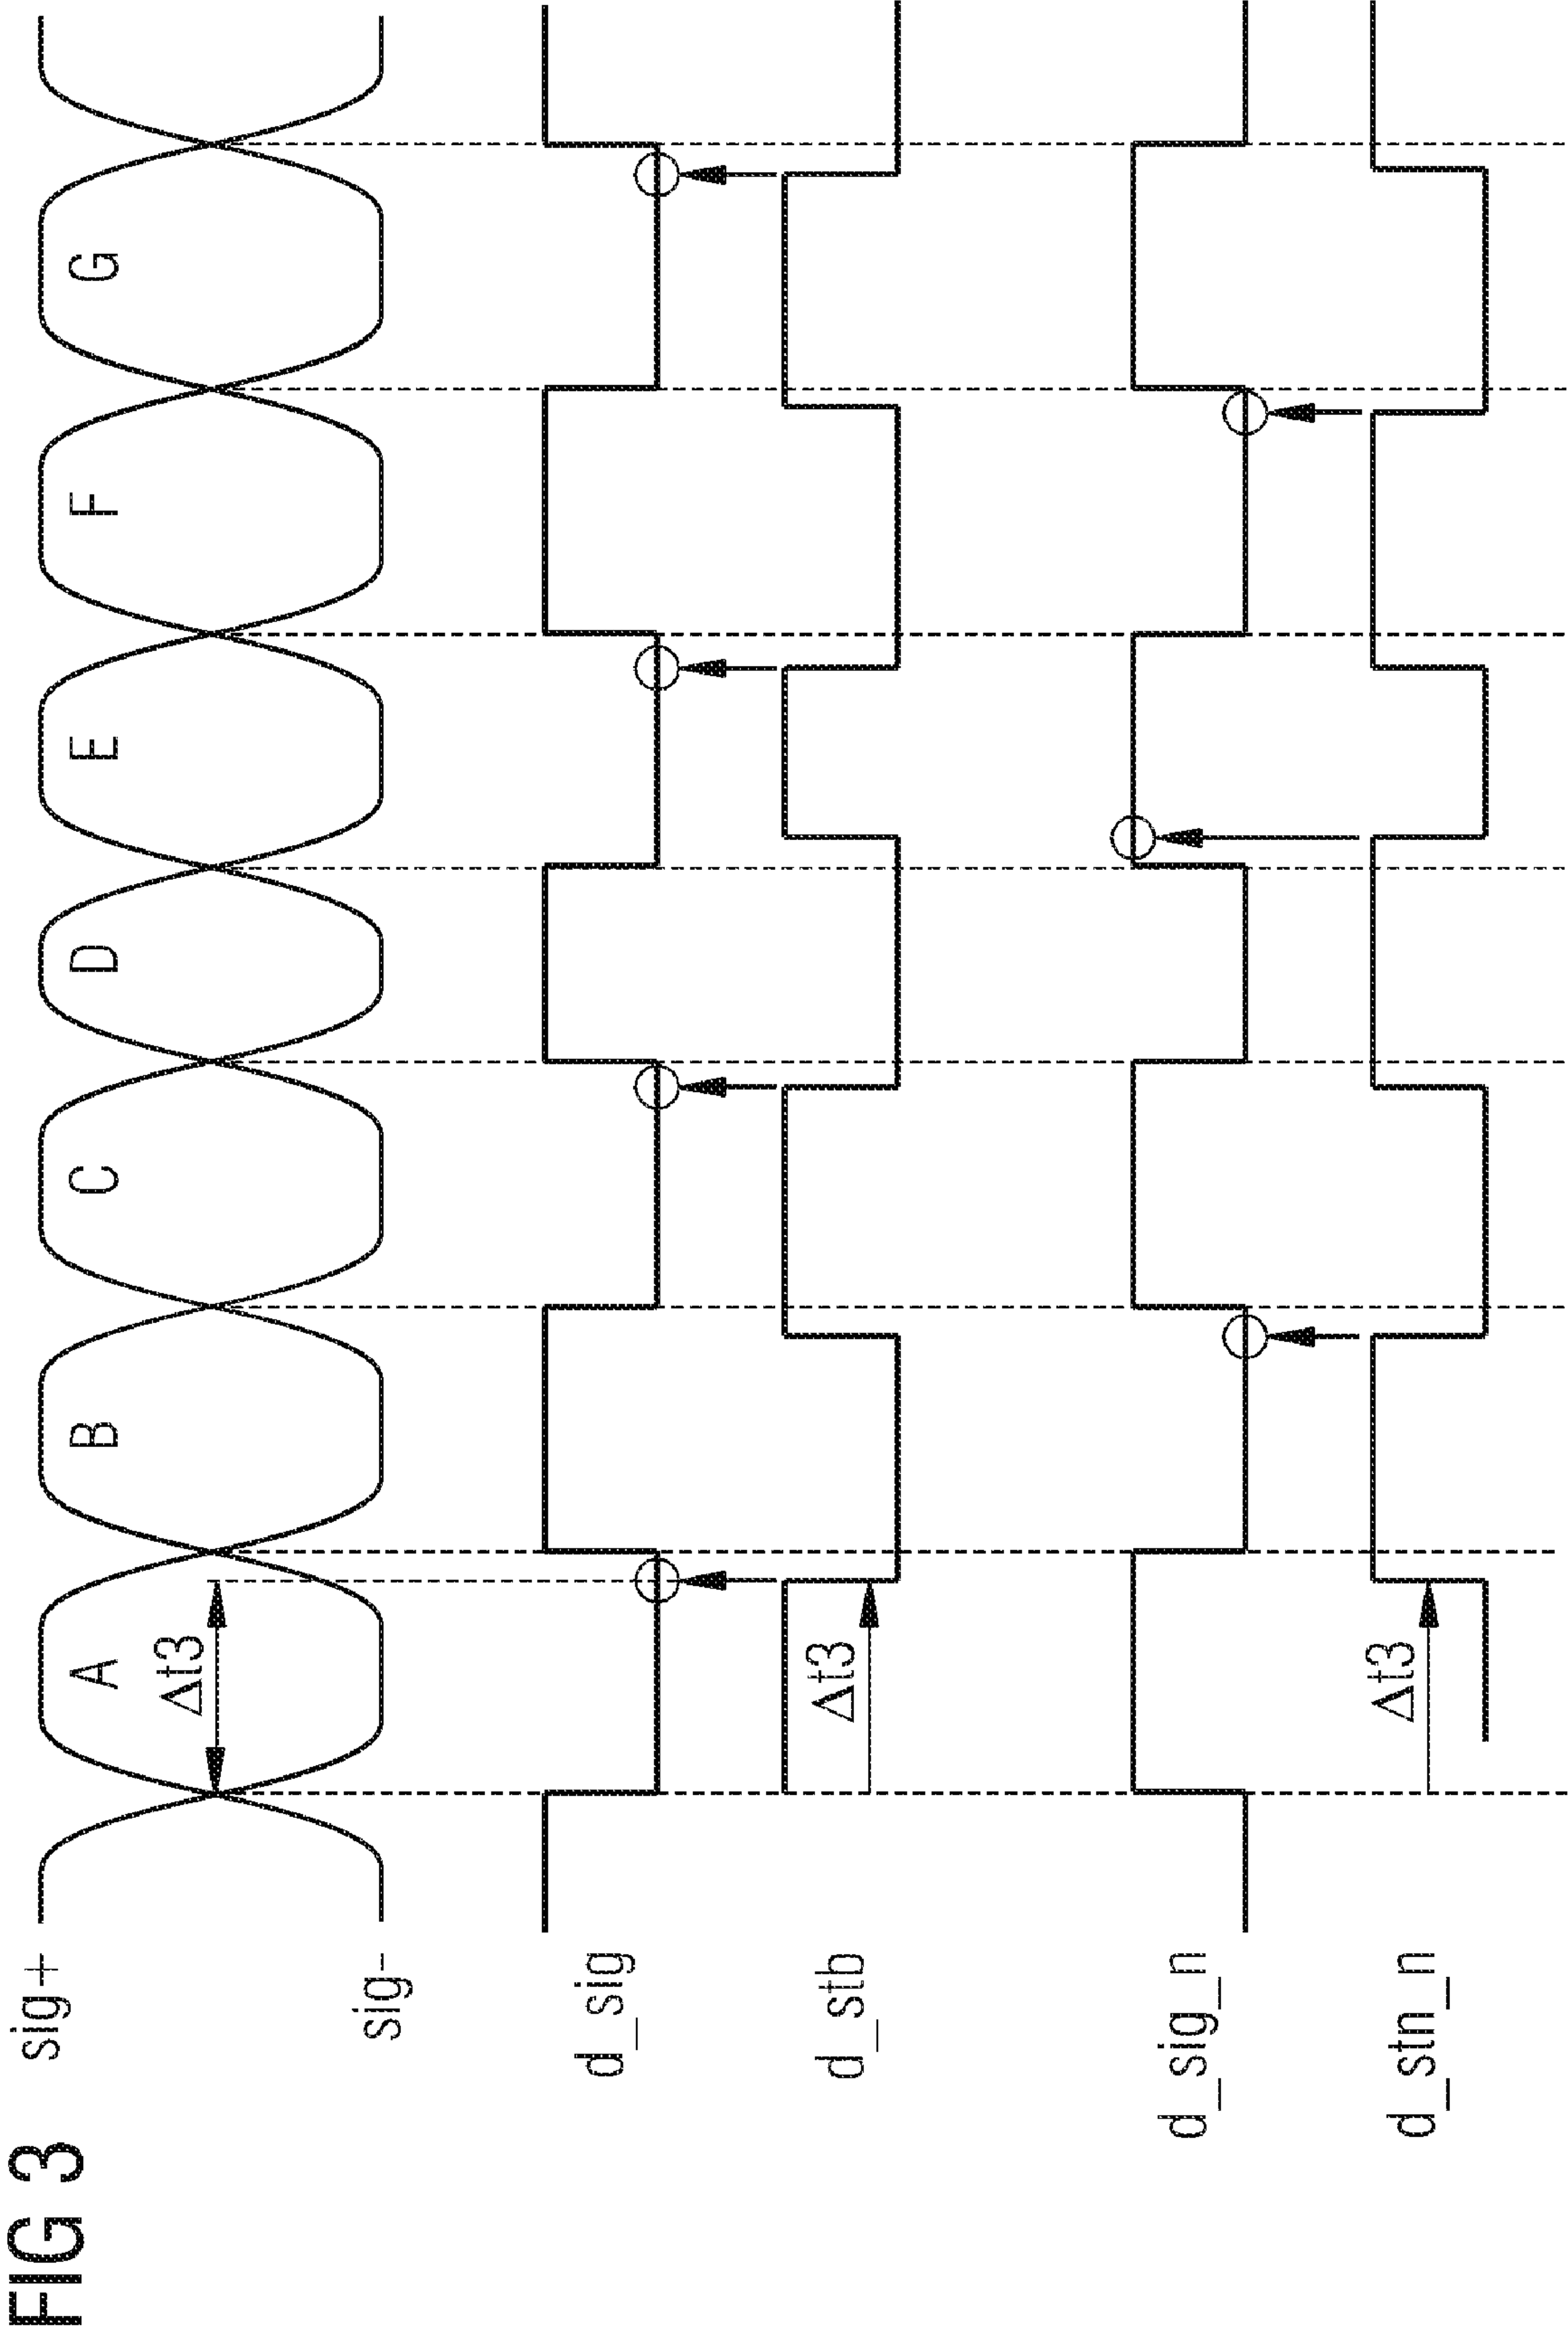 FIG 3
sig+
A B C D E F G
Δt3
sig-
d_sig
d_stb
Δt3
d_sig_n
d_stn_n
Δt3